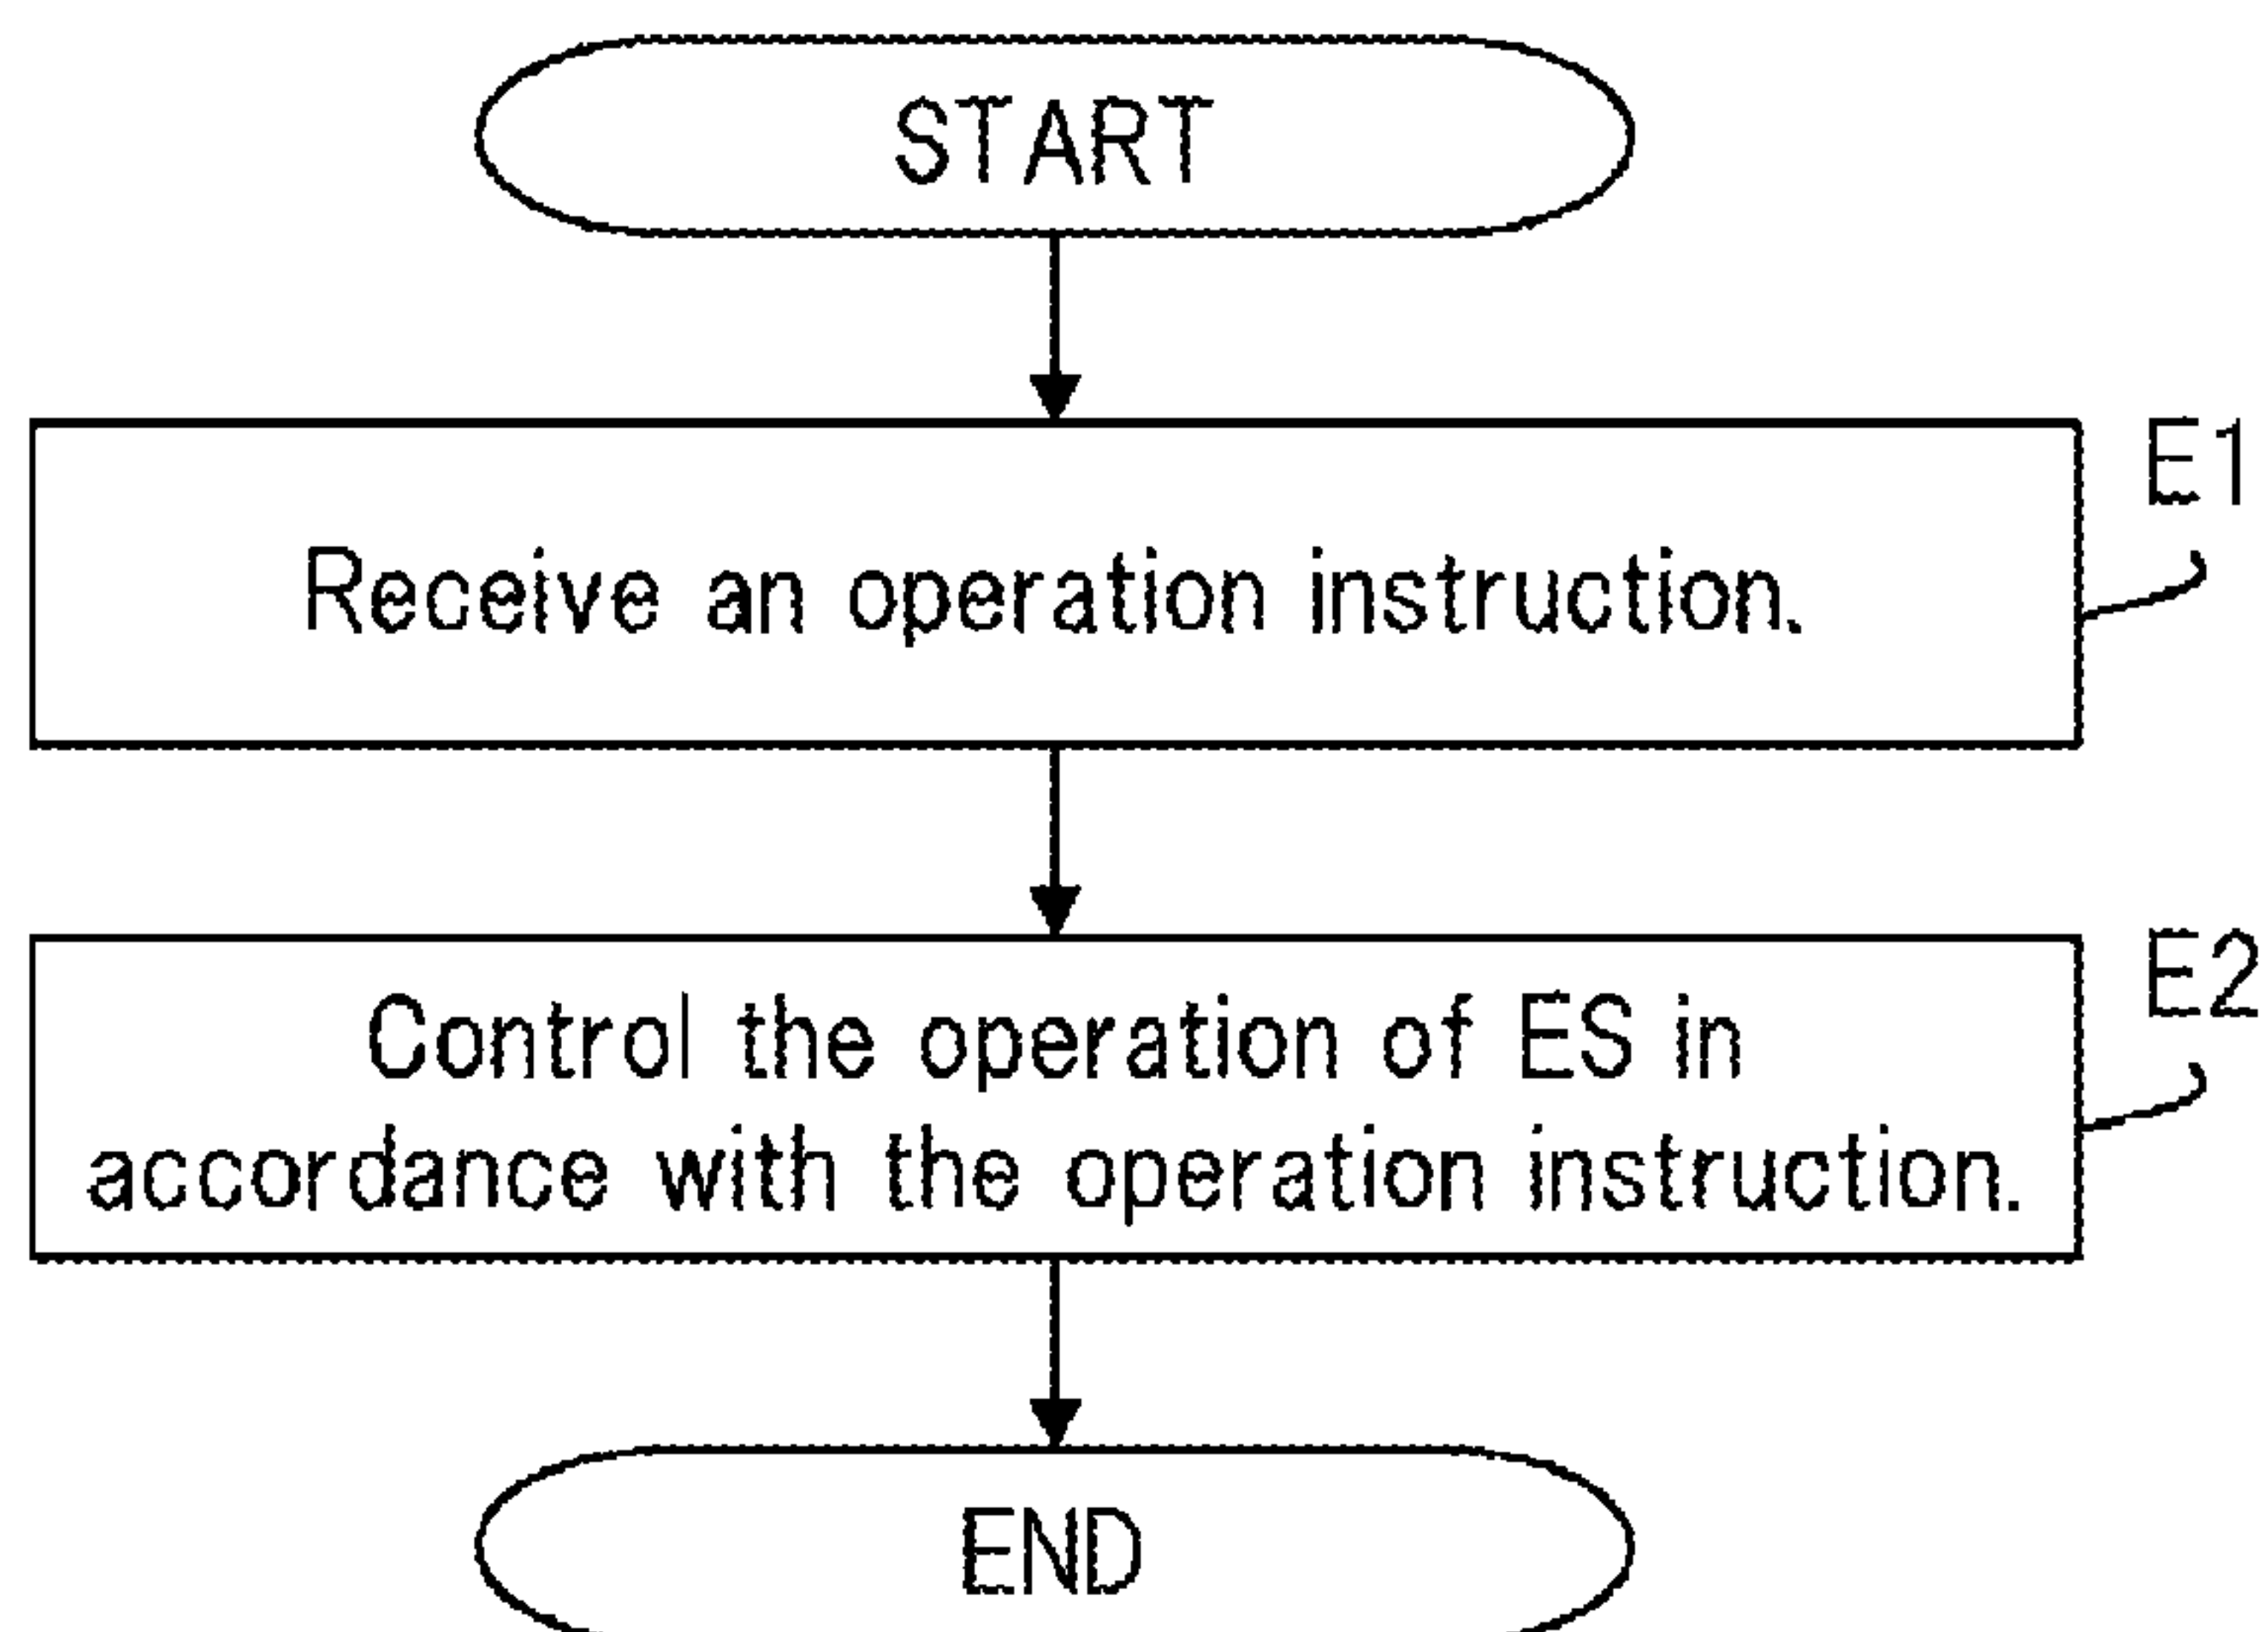 START
E1
Receive an operation instruction.
E2
Control the operation of ES in
accordance with the operation instruction.
END